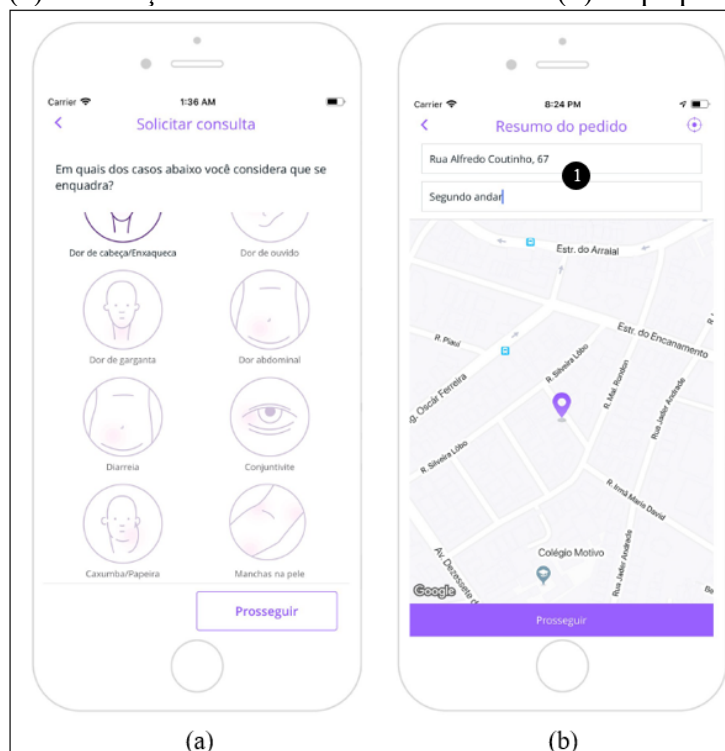 Carrier
1:36 AM
Solicitar consulta
Em quais dos casos abaixo você considera que se
enquadra?
Dor de cabeça/Enxaqueca
Dor de ouvido
Dor de garganta
Dor abdominal
Diarreia
Conjuntivite
Caxumba/Papeira
Manchas na pele
Prosseguir
(a)
Carrier
8:24 PM
Resumo do pedido
Rua Alfredo Coutinho, 67
1
Segundo andar
Estr. do Arraial
Estr. do Encanamento
R. Piauí
R. Silveira Lôbo
R. Mal. Rondon
Rua Jader Andrade
g. Oscár Ferreira
R. Silveira Lôbo
R. Irmã Maria David
Colégio Motivo
Rua Jader Andrade
Av. Dezessete d
Be
Google
Prosseguir
(b)